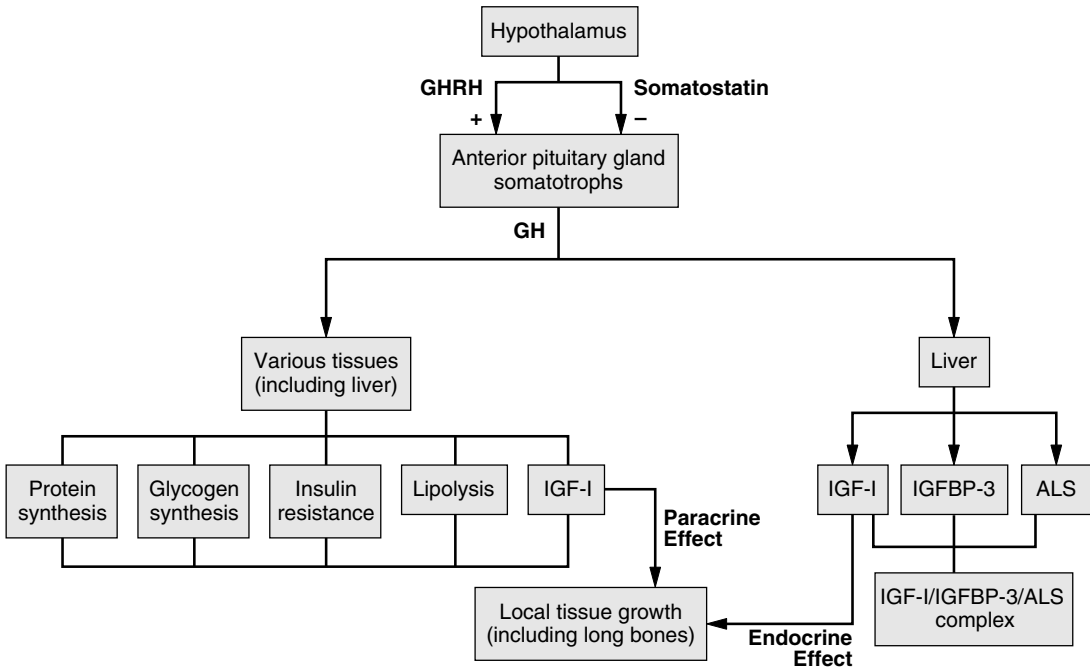 Hypothalamus
GHRH
Somatostatin
+
–
Anterior pituitary gland
somatotrophs
GH
Various tissues
(including liver)
Liver
Protein
synthesis
Glycogen
synthesis
Insulin
resistance
Lipolysis
IGF-I
IGF-I
IGFBP-3
ALS
Paracrine
Effect
Local tissue growth
(including long bones)
Endocrine
Effect
IGF-I/IGFBP-3/ALS
complex